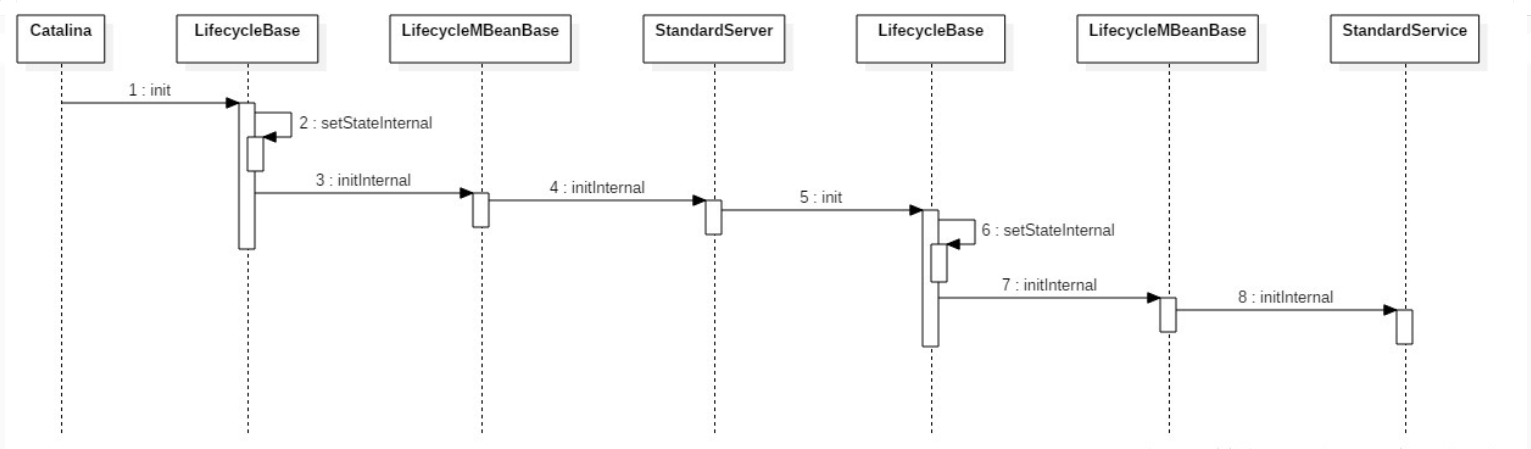 Catalina
LifecycleBase
LifecycleMBeanBase
StandardServer
LifecycleBase
LifecycleMBeanBase
StandardService
1 : init
2 : setStateInternal
3 : initInternal
4 : initInternal
5 : init
6 : setStateInternal
7 : initInternal
8 : initInternal